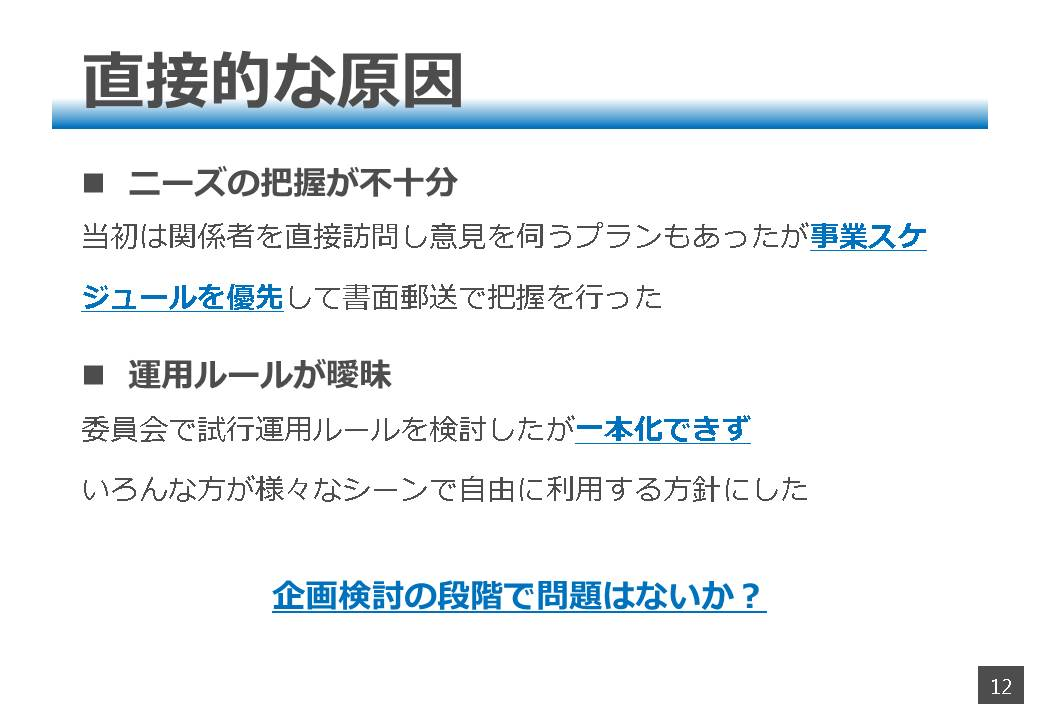 直接的な原因
■ ニーズの把握が不十分
当初は関係者を直接訪問し意見を伺うプランもあったが事業スケ
ジュールを優先して書面郵送で把握を行った
■ 運用ルールが曖昧
委員会で試行運用ルールを検討したが一本化できず
いろんな方が様々なシーンで自由に利用する方針にした
企画検討の段階で問題はないか？
12